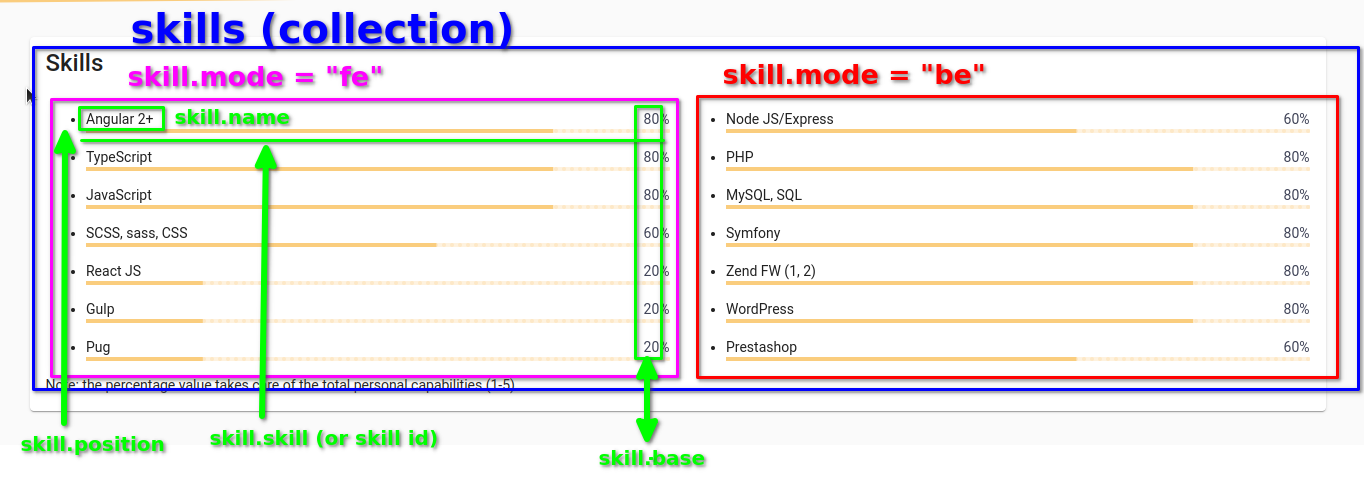 skills (collection)
Skills
skill.mode = "fe"
skill.mode = "be"
Angular 2+
skill.name
80%
Node JS/Express
60%
TypeScript
80%
PHP
80%
JavaScript
80%
MySQL, SQL
80%
SCSS, sass, CSS
60%
Symfony
80%
React JS
20%
Zend FW (1, 2)
80%
Gulp
20%
WordPress
80%
Pug
20%
Prestashop
60%
Note: the percentage value takes care of the total personal capabilities (1-5)
skill.position
skill.skill (or skill id)
skill.base